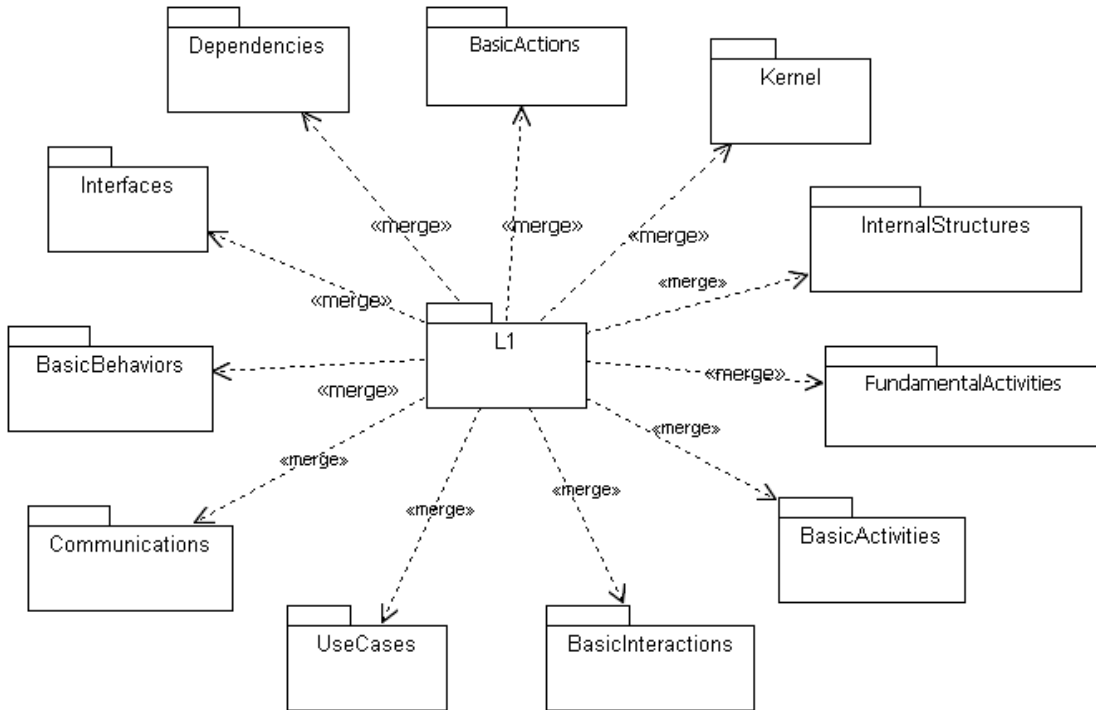 Dependencies
BasicActions
Kernel
Interfaces
InternalStructures
«merge»
«merge»
«merge»
«merge»
«merge»
L1
BasicBehaviors
«merge»
«merge»
FundamentalActivities
«merge»
«merge»
«merge»
«merge»
Communications
BasicActivities
UseCases
BasicInteractions